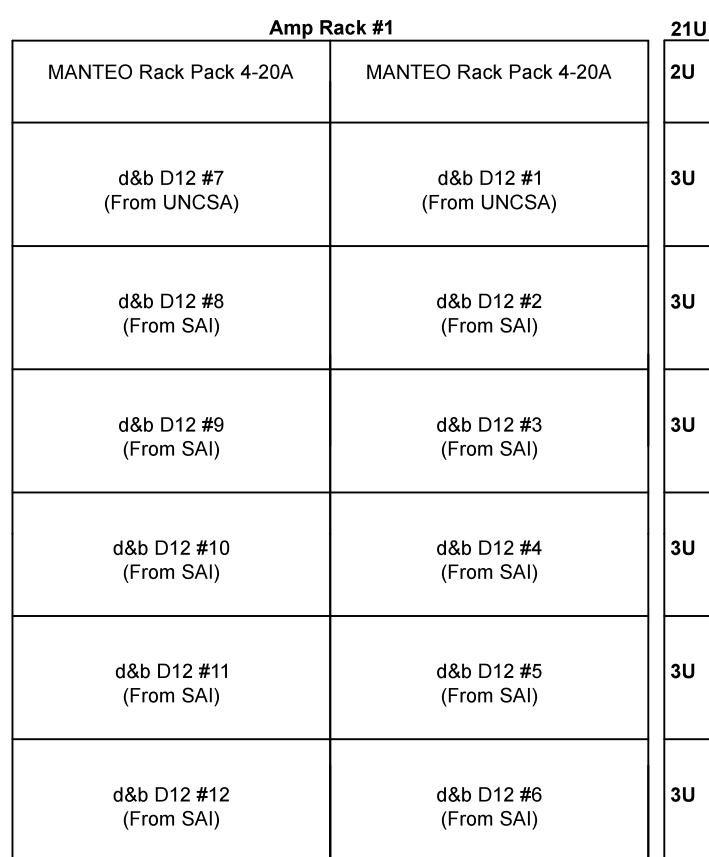 Amp Rack #1 21U
MANTEO Rack Pack 4-20A MANTEO Rack Pack 4-20A 2U
d&b D12 #7 d&b D12 #1 3U
(From UNCSA) (From UNCSA)
d&b D12 #8 d&b D12 #2 3U
(From SAI) (From SAI)
d&b D12 #9 d&b D12 #3 3U
(From SAI) (From SAI)
d&b D12 #10 d&b D12 #4 3U
(From SAI) (From SAI)
d&b D12 #11 d&b D12 #5 3U
(From SAI) (From SAI)
d&b D12 #12 d&b D12 #6 3U
(From SAI) (From SAI)